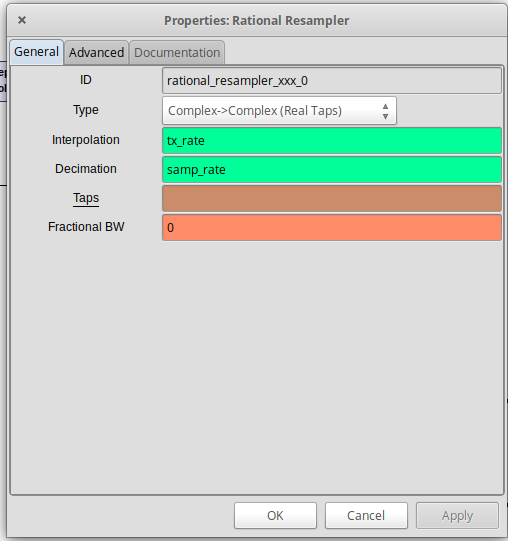 Properties: Rational Resampler
General Advanced Documentation
ID rational_resampler_xxx_0
Type Complex->Complex (Real Taps)
Interpolation tx_rate
Decimation samp_rate
Taps
Fractional BW 0
OK Cancel Apply